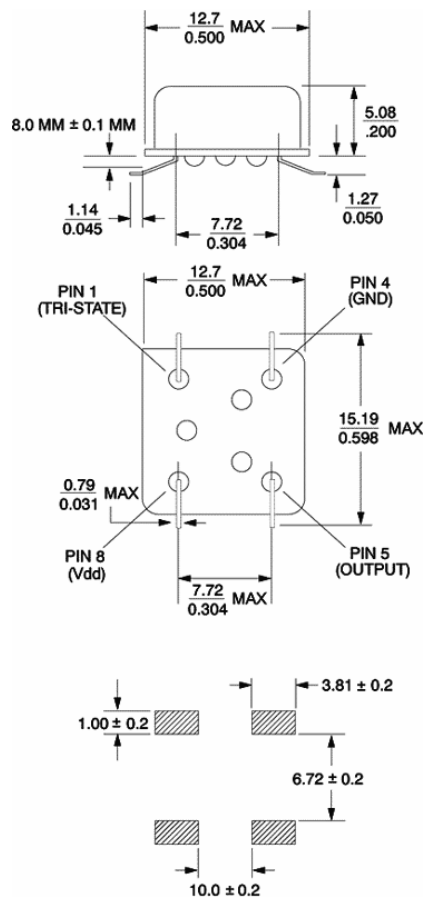 12.7 MAX
0.500
8.0 MM ± 0.1 MM
5.08
.200
1.14
0.045
7.72
0.304
1.27
0.050
12.7 MAX
0.500
PIN 1
(TRI-STATE)
PIN 4
(GND)
15.19 MAX
0.598
0.79 MAX
0.031
PIN 8
(Vdd)
PIN 5
(OUTPUT)
7.72 MAX
0.304
3.81 ± 0.2
1.00 ± 0.2
6.72 ± 0.2
10.0 ± 0.2